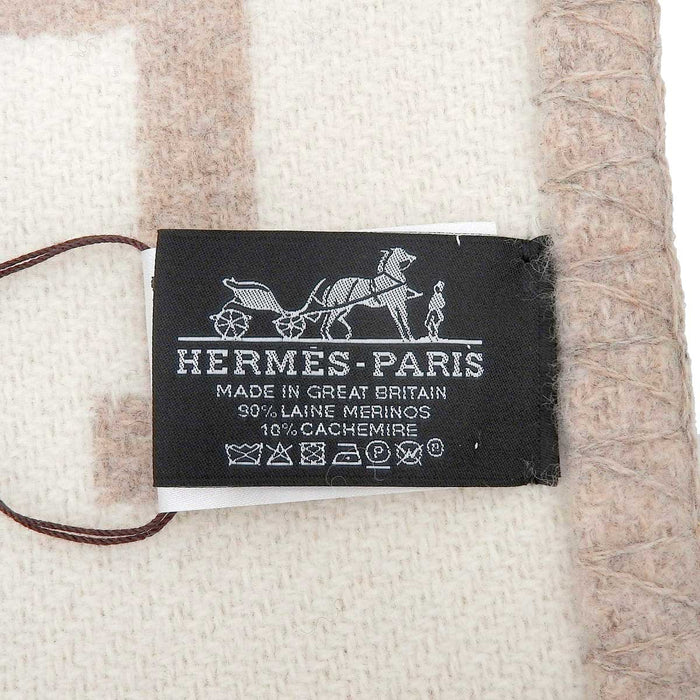 HERMÈS-PARIS
MADE IN GREAT BRITAIN
90% LAINE MERINOS
10% CACHEMIRE
P W